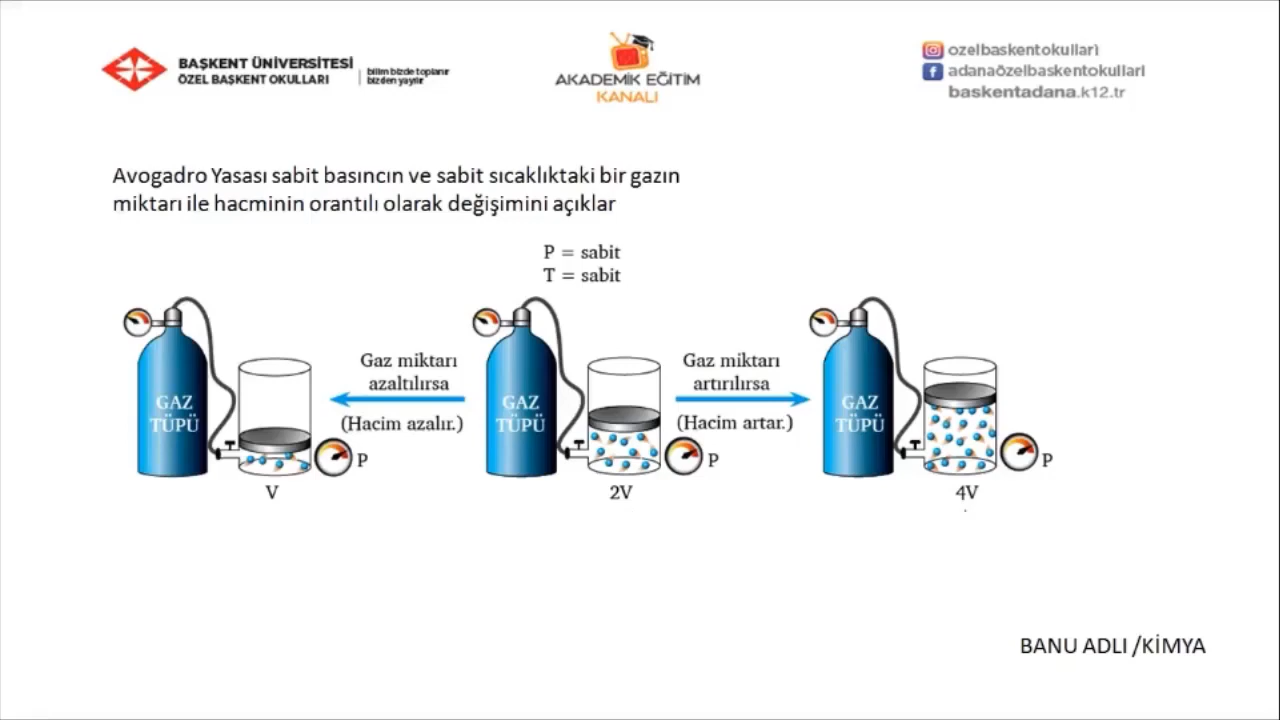 BAŞKENT ÜNİVERSİTESİ
ÖZEL BAŞKENT OKULLARI
bilim bizde toplanır
bizden yayılır
AKADEMİK EĞİTİM
KANALI
ozelbaskentokullari
adanaözelbaskentokullari
baskentadana.k12.tr
Avogadro Yasası sabit basıncın ve sabit sıcaklıktaki bir gazın
miktarı ile hacminin orantılı olarak değişimini açıklar
P = sabit
T = sabit
GAZ
TÜPÜ
P
V
Gaz miktarı
azaltılırsa
(Hacim azalır.)
GAZ
TÜPÜ
P
2V
Gaz miktarı
artırılırsa
(Hacim artar.)
GAZ
TÜPÜ
P
4V
BANU ADLI /KİMYA